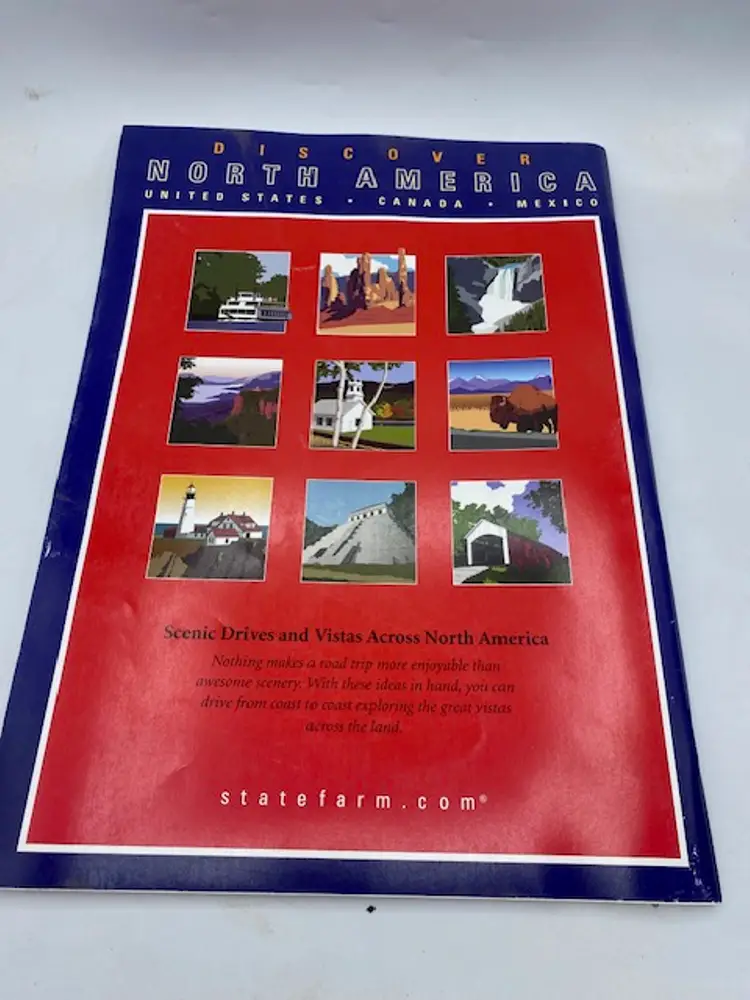 DISCOVER
NORTH AMERICA
UNITED STATES • CANADA • MEXICO
Scenic Drives and Vistas Across North America
Nothing makes a road trip more enjoyable than
awesome scenery. With these ideas in hand, you can
drive from coast to coast exploring the great vistas
across the land.
statefarm.com®